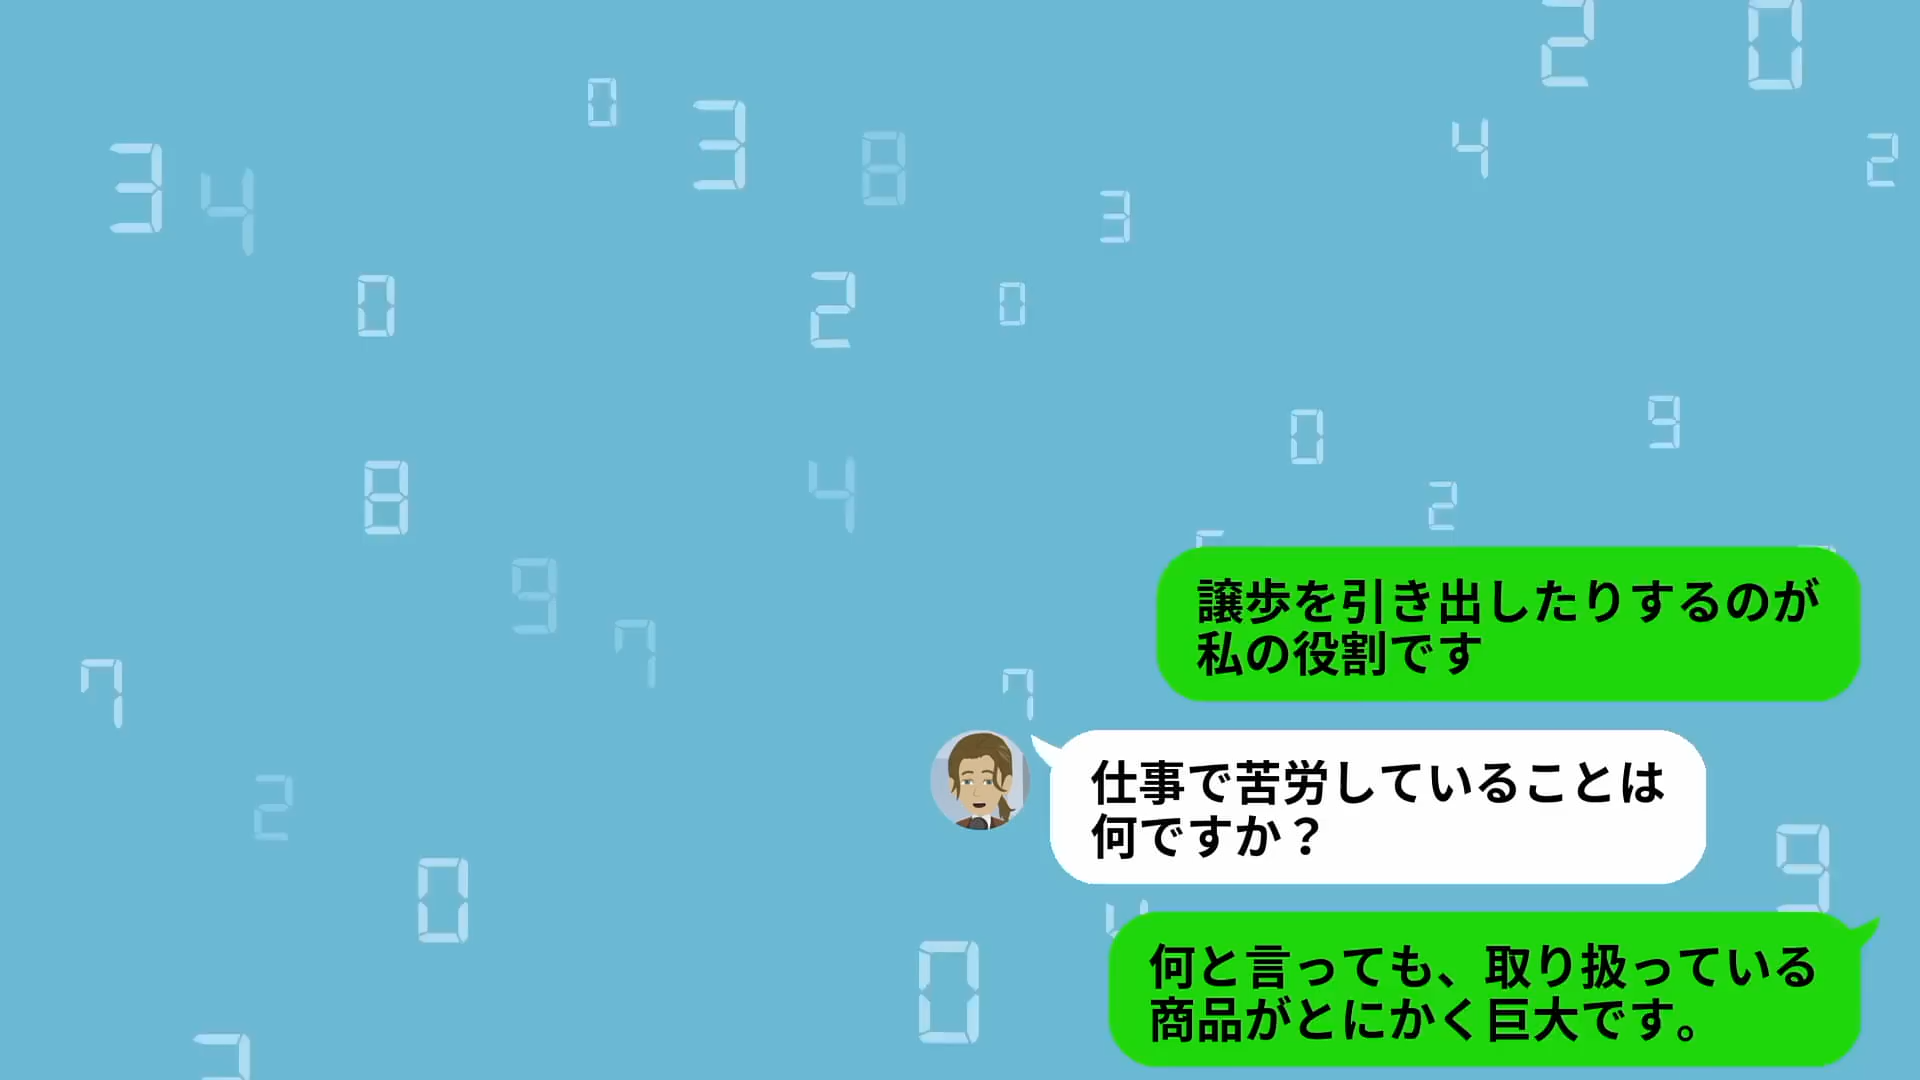 譲歩を引き出したりするのが
私の役割です
仕事で苦労していることは
何ですか？
何と言っても、取り扱っている
商品がとにかく巨大です。